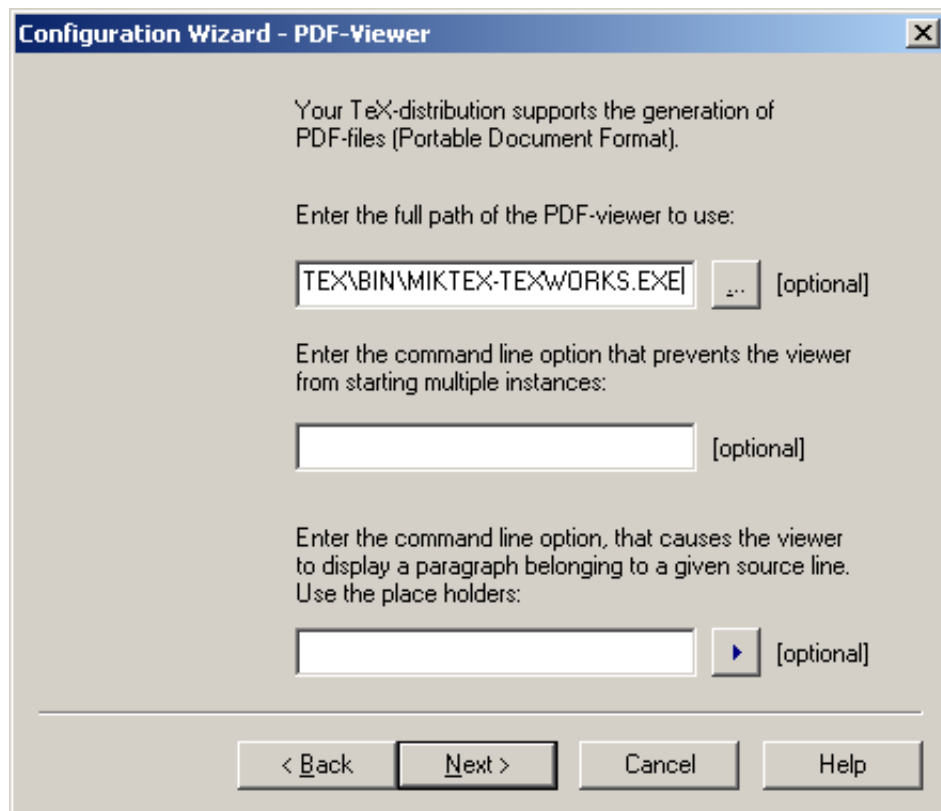 Configuration Wizard - PDF-Viewer
Your TeX-distribution supports the generation of
PDF-files (Portable Document Format).
Enter the full path of the PDF-viewer to use:
TEX\BIN\MIKTEX-TEXWORKS.EXE ... [optional]
Enter the command line option that prevents the viewer
from starting multiple instances:
[optional]
Enter the command line option, that causes the viewer
to display a paragraph belonging to a given source line.
Use the place holders:
[optional]
< Back Next > Cancel Help